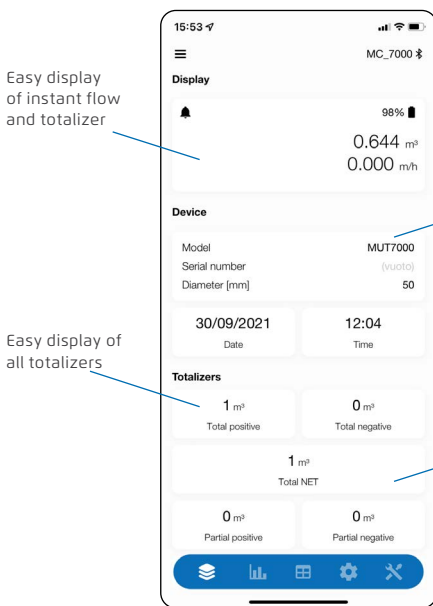 15:53
MC_7000
Display
Easy display
of instant flow
and totalizer
98%
0.644 m³
0.000 m/h
Device
Model MUT7000
Serial number (vuoto)
Diameter [mm] 50
30/09/2021 12:04
Date Time
Easy display of
all totalizers
Totalizers
1 m³ 0 m³
Total positive Total negative
1 m³
Total NET
0 m³ 0 m³
Partial positive Partial negative